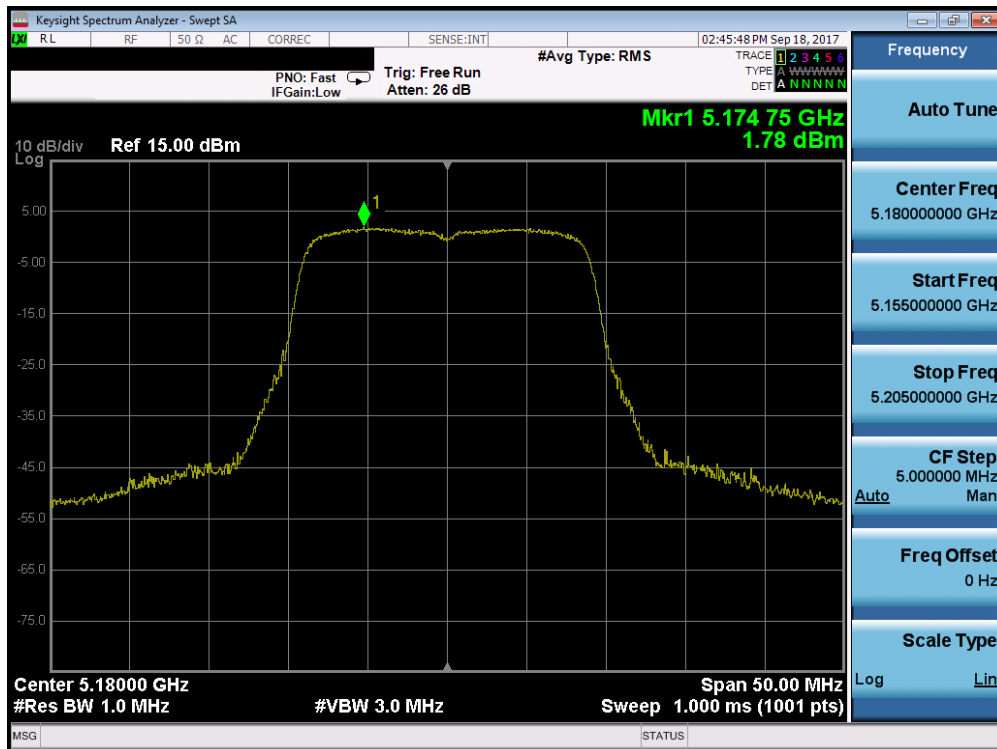 Keysight Spectrum Analyzer - Swept SA
LXI RL RF 50 Ω AC CORREC SENSE:INT 02:45:48 PM Sep 18, 2017
#Avg Type: RMS TRACE 1 2 3 4 5 6
PNO: Fast Trig: Free Run TYPE A WWWWW
IFGain:Low Atten: 26 dB DET A N N N N N
Mkr1 5.174 75 GHz
1.78 dBm
10 dB/div Ref 15.00 dBm
Log
1
5.00
-5.00
-15.0
-25.0
-35.0
-45.0
-55.0
-65.0
-75.0
Center 5.18000 GHz Span 50.00 MHz
#Res BW 1.0 MHz #VBW 3.0 MHz Sweep 1.000 ms (1001 pts)
MSG STATUS
Frequency
Auto Tune
Center Freq
5.180000000 GHz
Start Freq
5.155000000 GHz
Stop Freq
5.205000000 GHz
CF Step
5.000000 MHz
Auto Man
Freq Offset
0 Hz
Scale Type
Log Lin